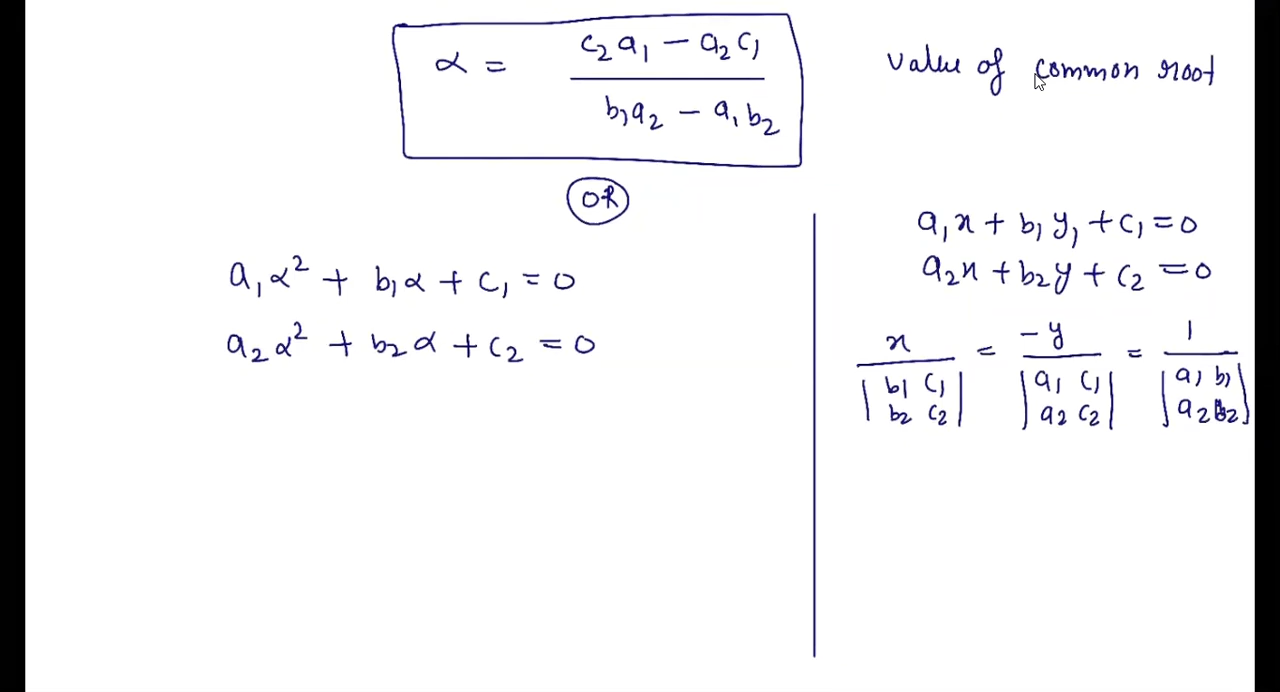 α = (c₂a₁ − a₂c₁) / (b₁a₂ − a₁b₂)
value of common root
OR
a₁α² + b₁α + c₁ = 0
a₂α² + b₂α + c₂ = 0
a₁x + b₁y₁ + c₁ = 0
a₂x + b₂y + c₂ = 0
x / |b₁ c₁; b₂ c₂| = −y / |a₁ c₁; a₂ c₂| = 1 / |a₁ b₁; a₂ b₂|